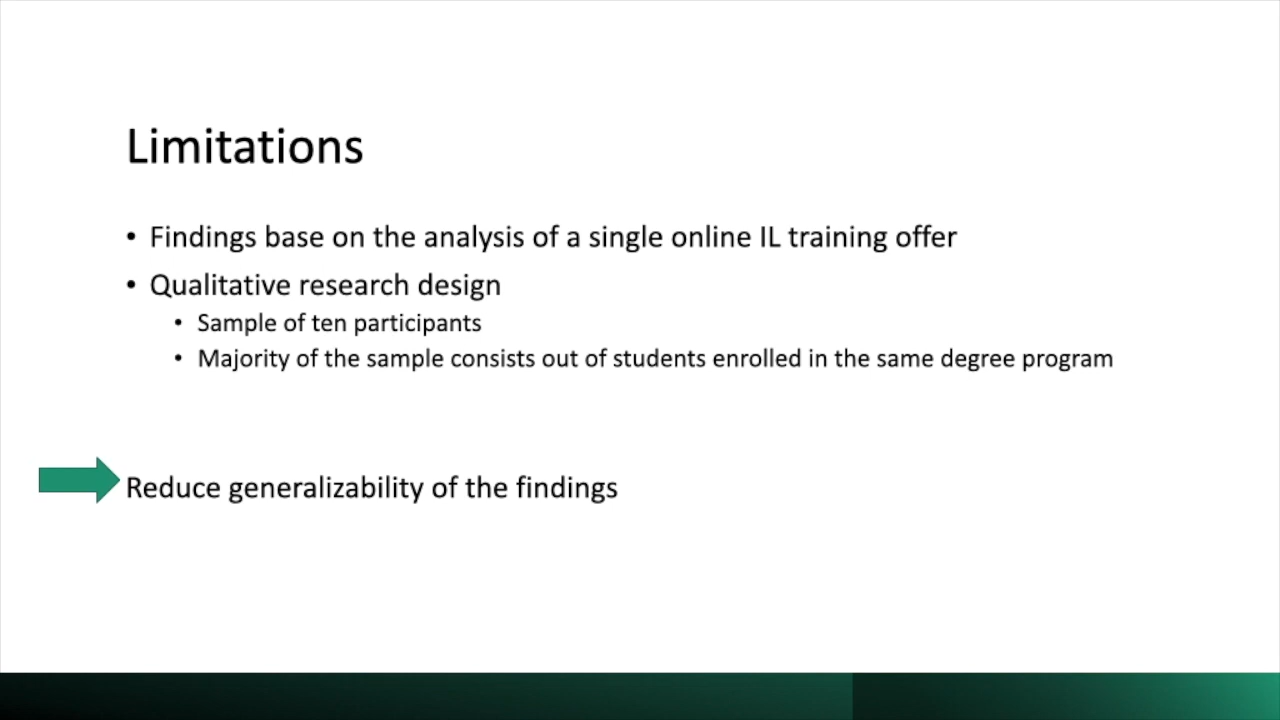 Limitations
• Findings base on the analysis of a single online IL training offer
• Qualitative research design
• Sample of ten participants
• Majority of the sample consists out of students enrolled in the same degree program
Reduce generalizability of the findings